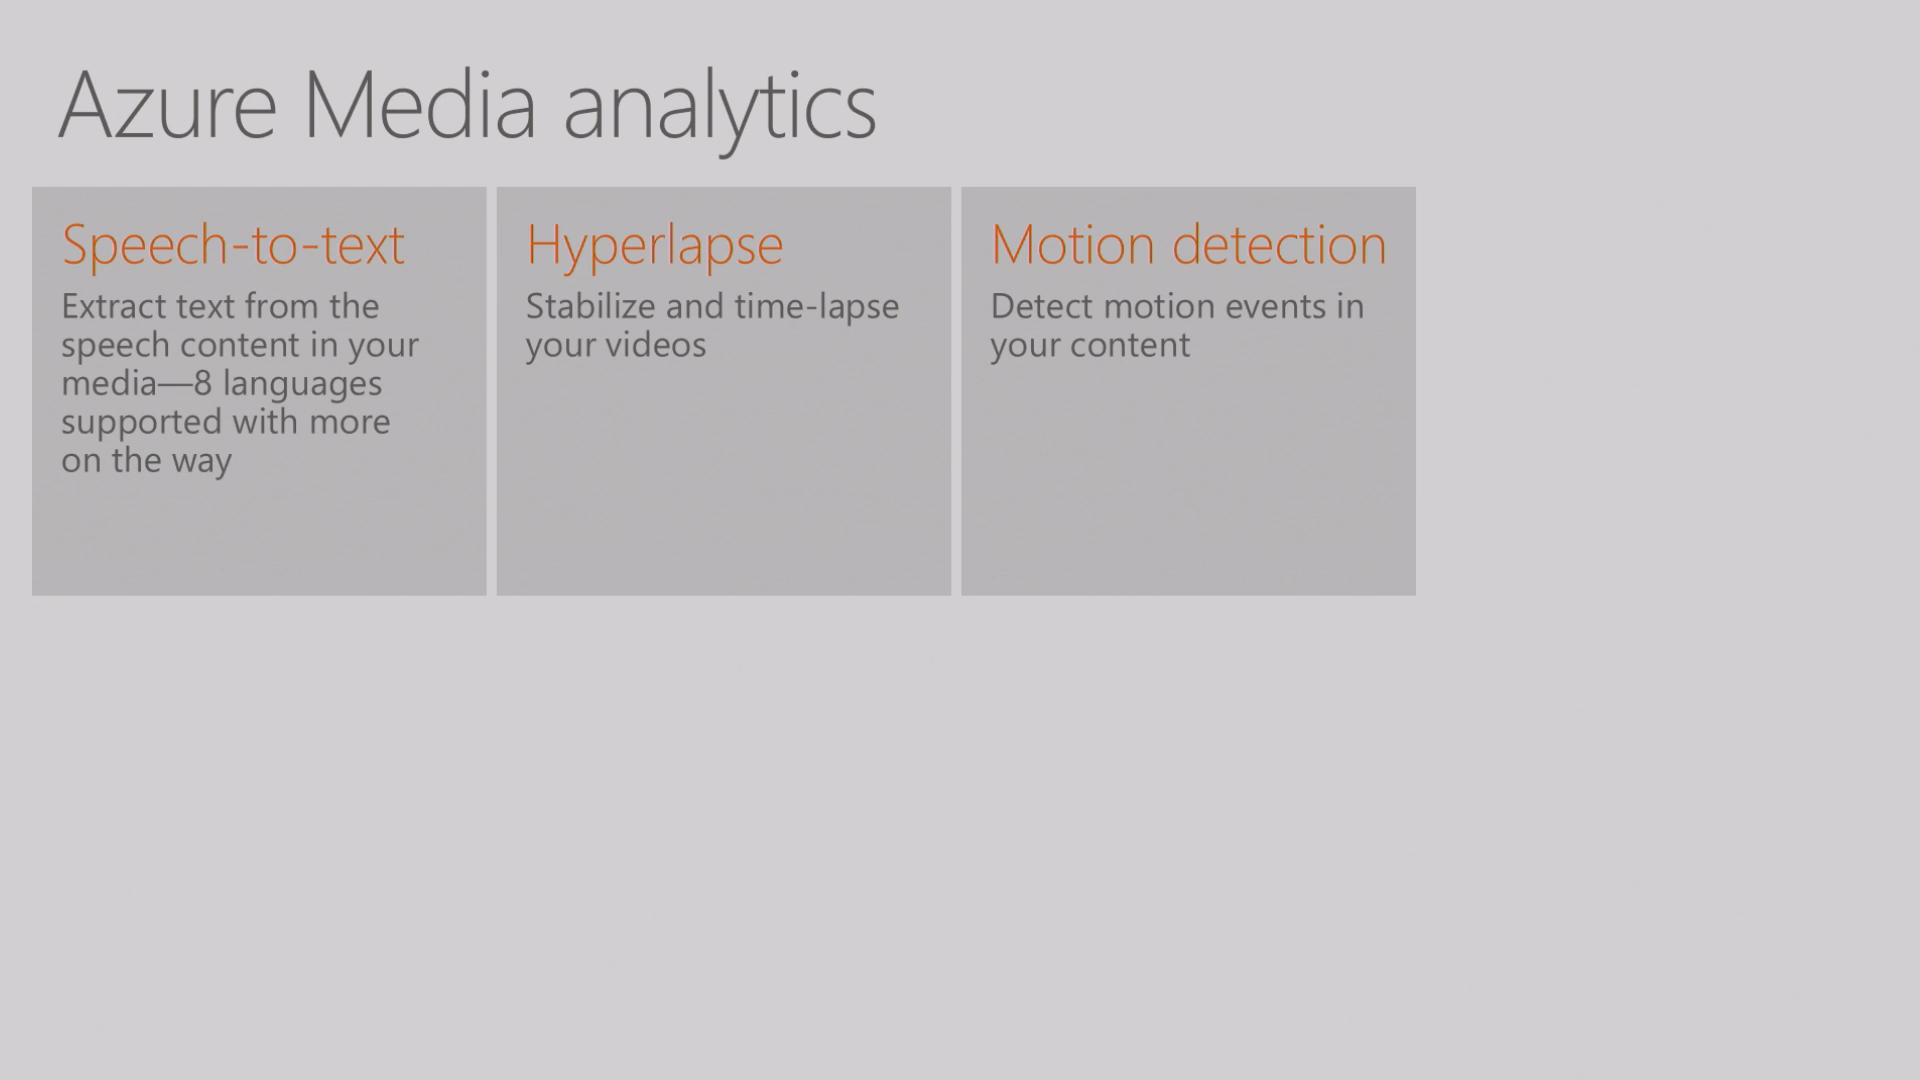 Azure Media analytics
Speech-to-text
Extract text from the
speech content in your
media—8 languages
supported with more
on the way
Hyperlapse
Stabilize and time-lapse
your videos
Motion detection
Detect motion events in
your content